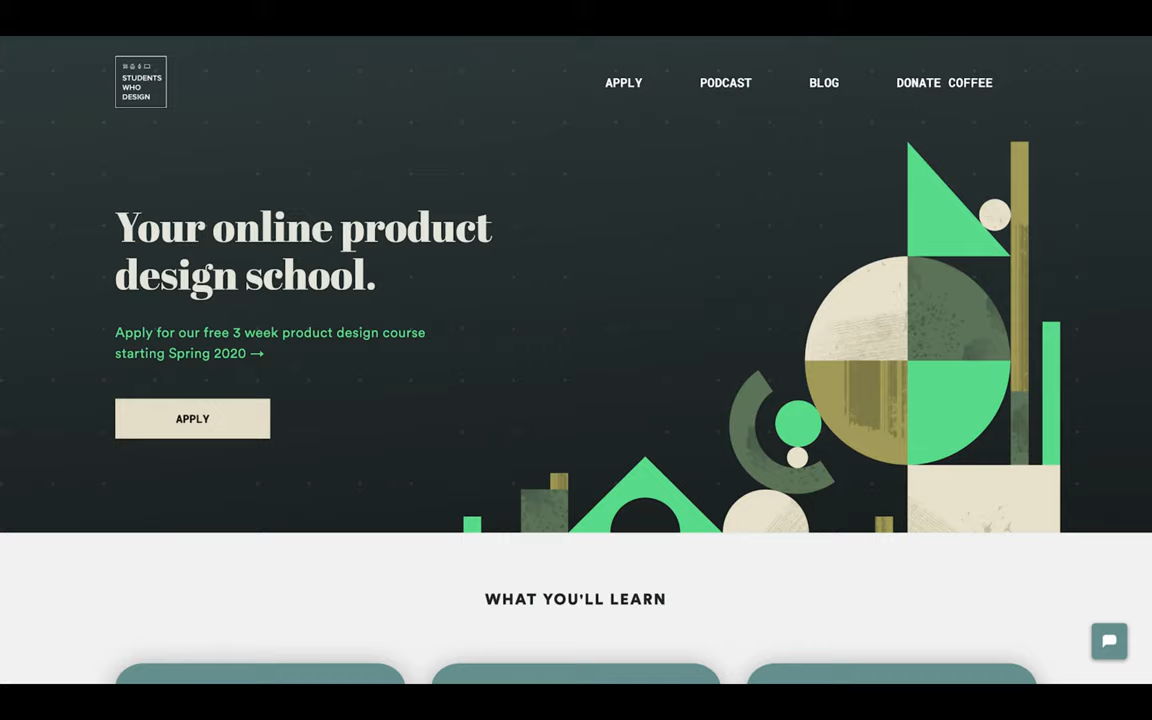 STUDENTS
WHO
DESIGN
APPLY PODCAST BLOG DONATE COFFEE
Your online product
design school.
Apply for our free 3 week product design course
starting Spring 2020 →
APPLY
WHAT YOU'LL LEARN